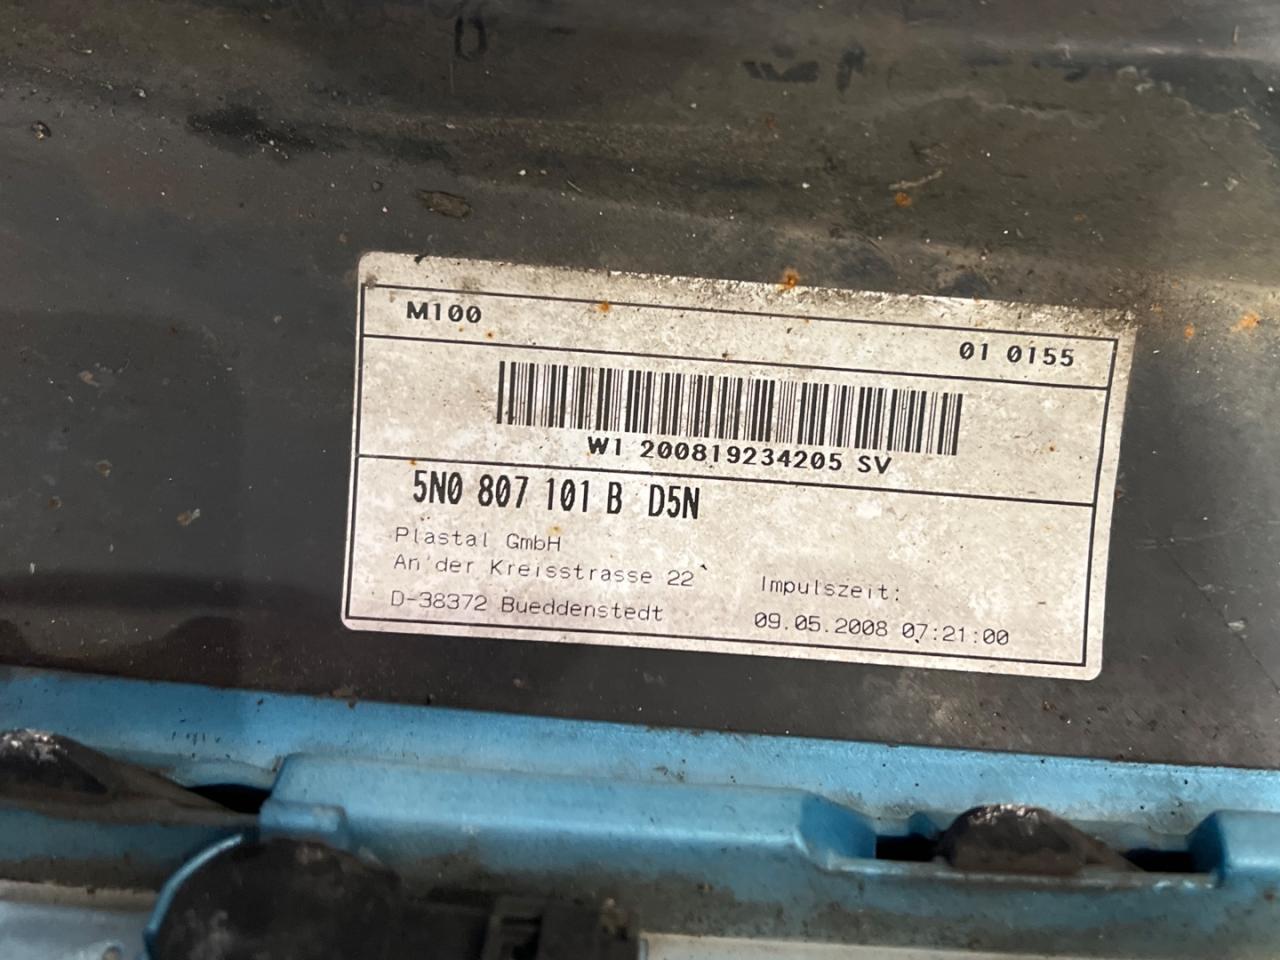 M100
01 0155
W1 200819234205 SV
5N0 807 101 B D5N
Plastal GmbH
An der Kreisstrasse 22
D-38372 Bueddenstedt
Impulszeit:
09.05.2008 07:21:00